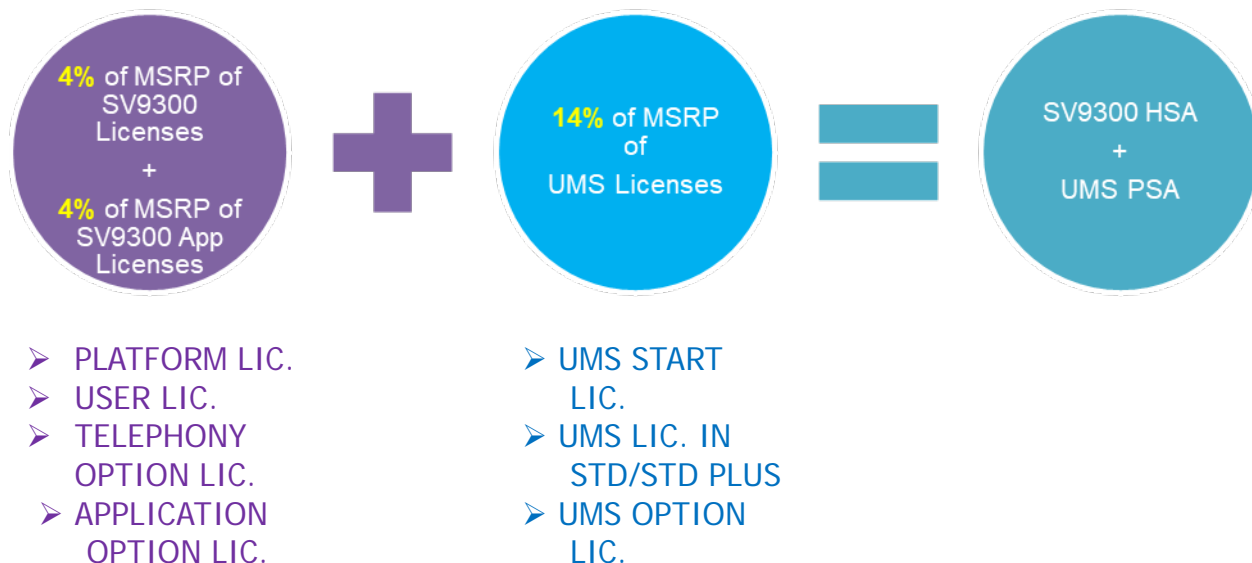 4% of MSRP of
SV9300
Licenses
+
4% of MSRP of
SV9300 App
Licenses
14% of MSRP
of
UMS Licenses
SV9300 HSA
+
UMS PSA
➢ PLATFORM LIC.
➢ USER LIC.
➢ TELEPHONY
OPTION LIC.
➢ APPLICATION
OPTION LIC.
➢ UMS START
LIC.
➢ UMS LIC. IN
STD/STD PLUS
➢ UMS OPTION
LIC.